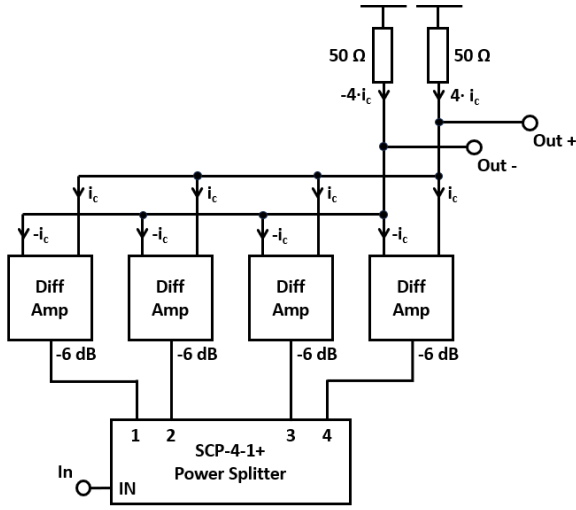 50 Ω
50 Ω
-4·ic
4· ic
Out +
Out -
ic
ic
ic
ic
-ic
-ic
-ic
-ic
Diff
Amp
Diff
Amp
Diff
Amp
Diff
Amp
-6 dB
-6 dB
-6 dB
-6 dB
1
2
3
4
SCP-4-1+
Power Splitter
In
IN